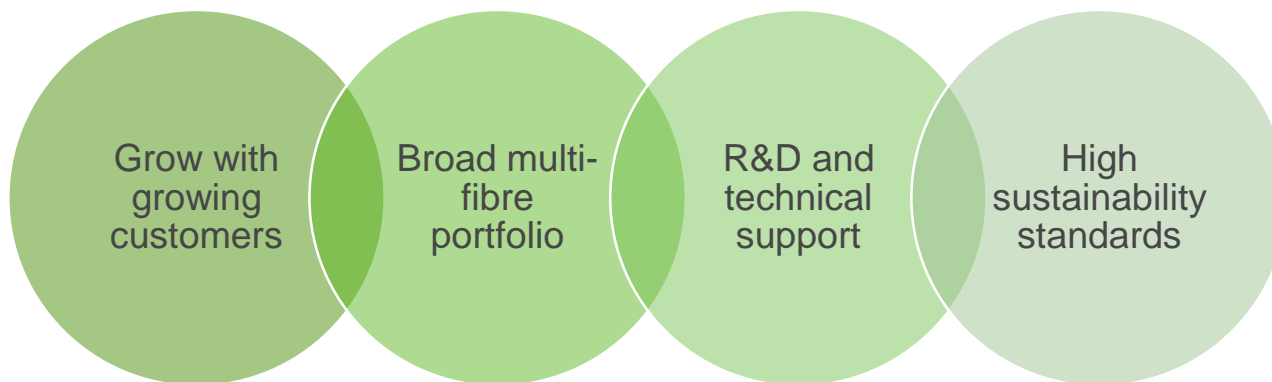 Grow with
growing
customers
Broad multi-
fibre
portfolio
R&D and
technical
support
High
sustainability
standards